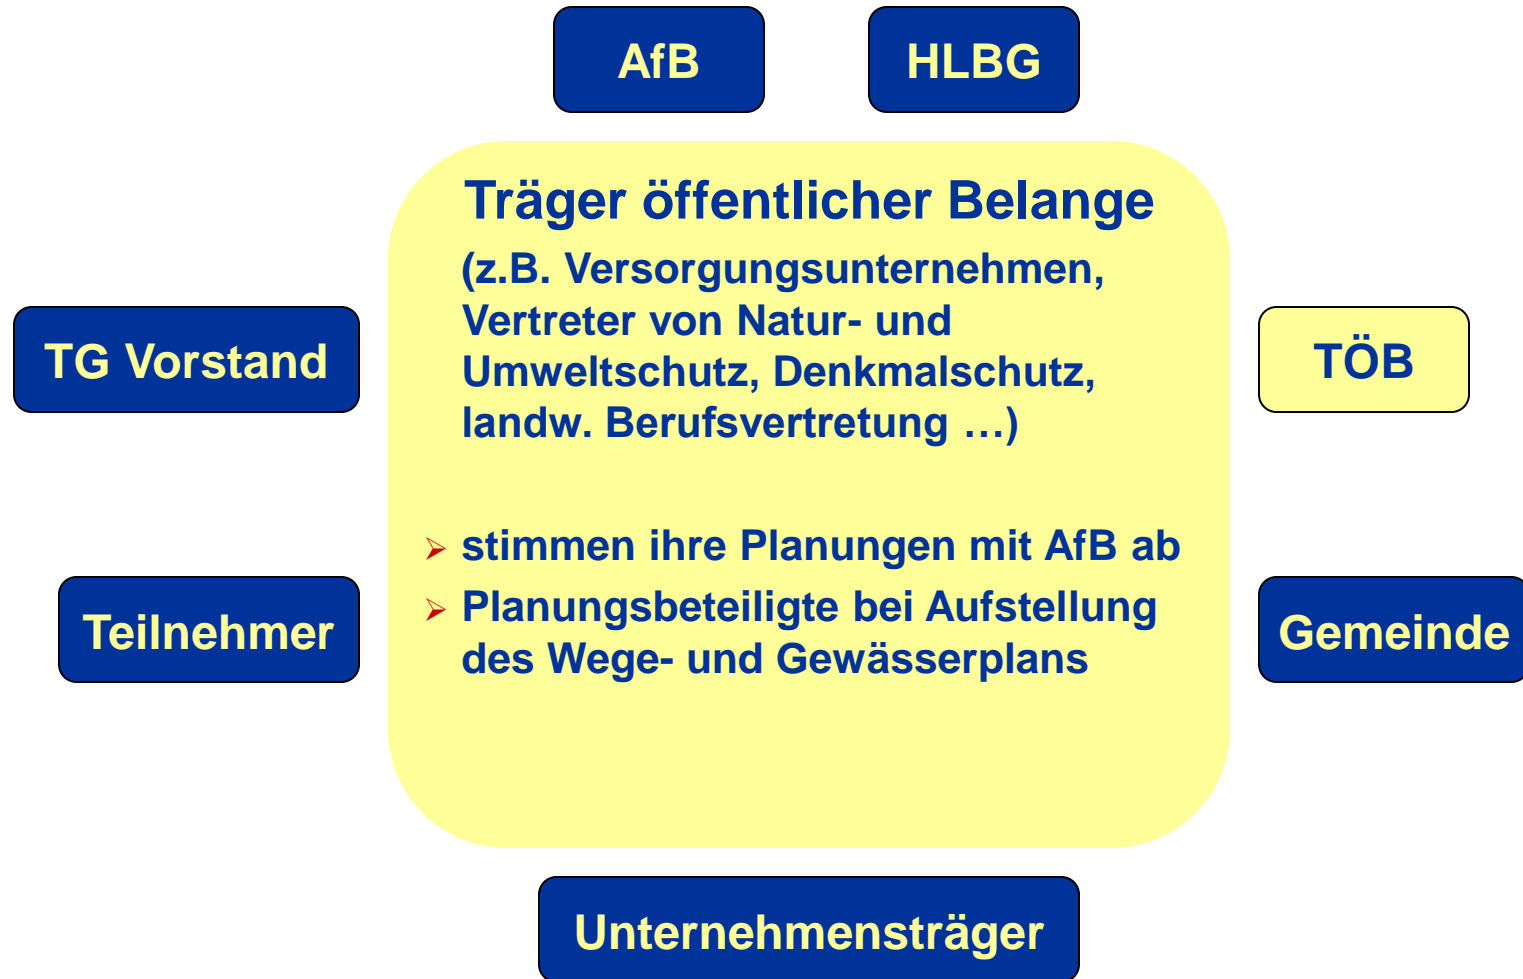 AfB
HLBG
Träger öffentlicher Belange
(z.B. Versorgungsunternehmen,
Vertreter von Natur- und
Umweltschutz, Denkmalschutz,
landw. Berufsvertretung …)
TG Vorstand
TÖB
➢ stimmen ihre Planungen mit AfB ab
➢ Planungsbeteiligte bei Aufstellung
des Wege- und Gewässerplans
Teilnehmer
Gemeinde
Unternehmensträger